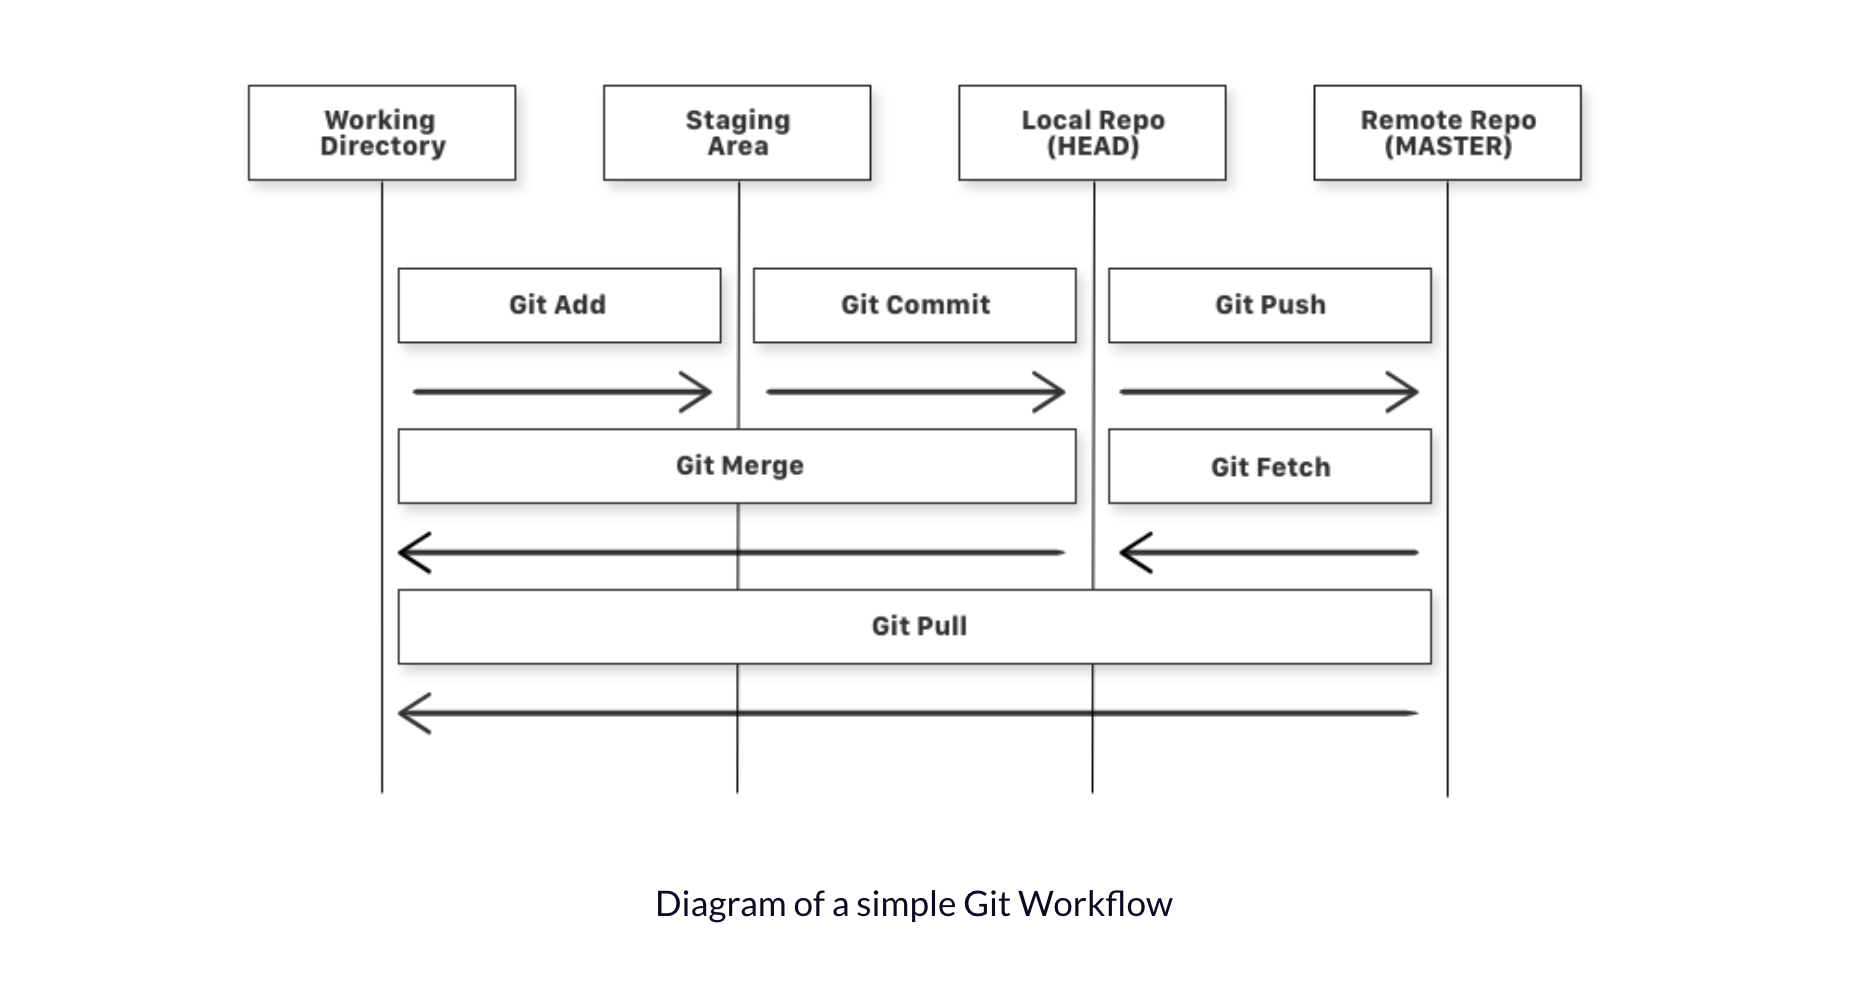 Working
Directory
Staging
Area
Local Repo
(HEAD)
Remote Repo
(MASTER)
Git Add
Git Commit
Git Push
Git Merge
Git Fetch
Git Pull
Diagram of a simple Git Workflow